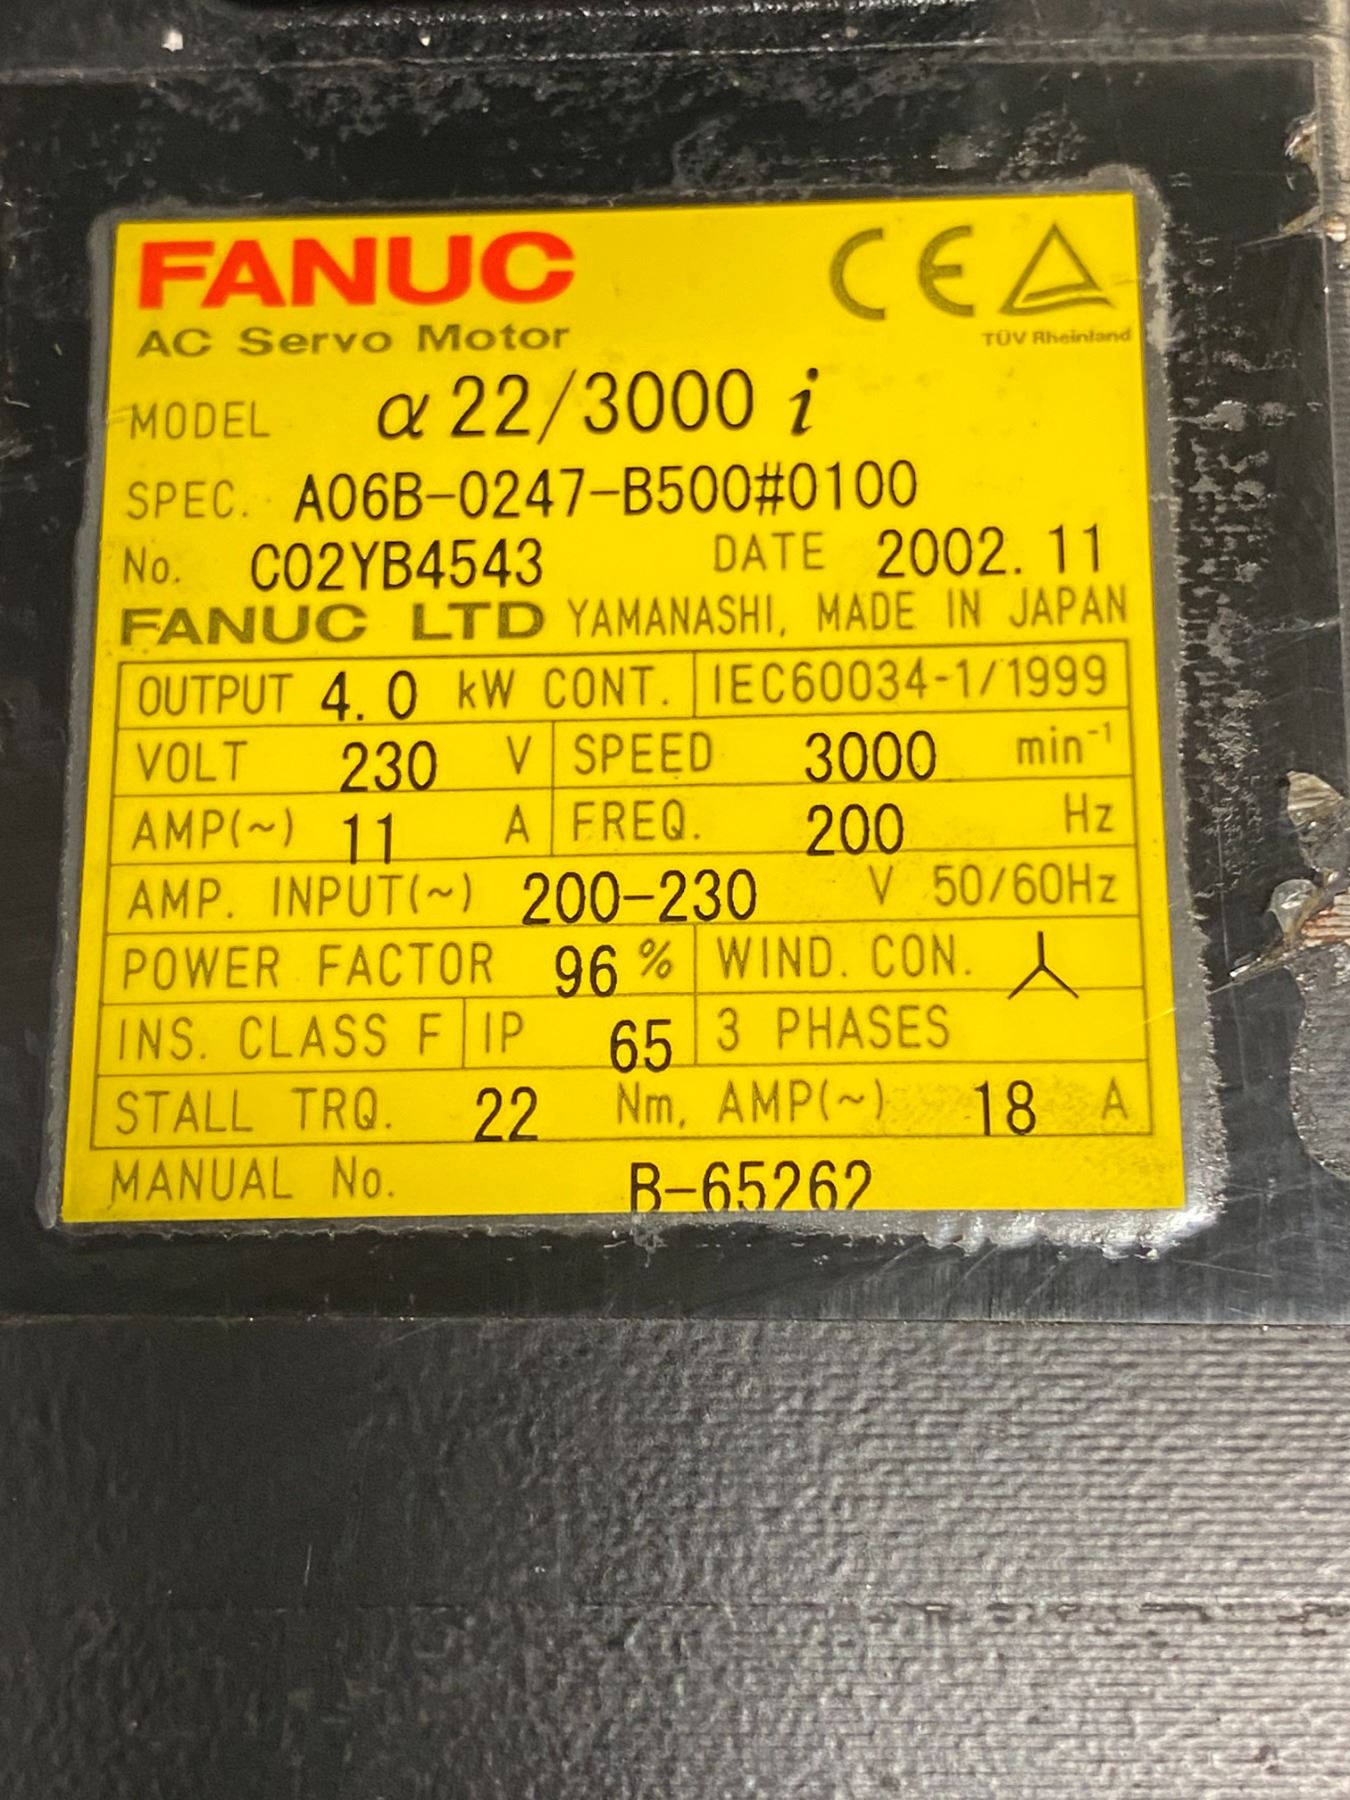 FANUC
CE
AC Servo Motor
TÜV Rheinland
MODEL α22/3000 i
SPEC. A06B-0247-B500#0100
No. C02YB4543 DATE 2002.11
FANUC LTD YAMANASHI, MADE IN JAPAN
OUTPUT 4.0 kW CONT. IEC60034-1/1999
VOLT 230 V SPEED 3000 min⁻¹
AMP(~) 11 A FREQ. 200 Hz
AMP. INPUT(~) 200-230 V 50/60Hz
POWER FACTOR 96 % WIND. CON.
INS. CLASS F IP 65 3 PHASES
STALL TRQ. 22 Nm, AMP(~) 18 A
MANUAL No. B-65262